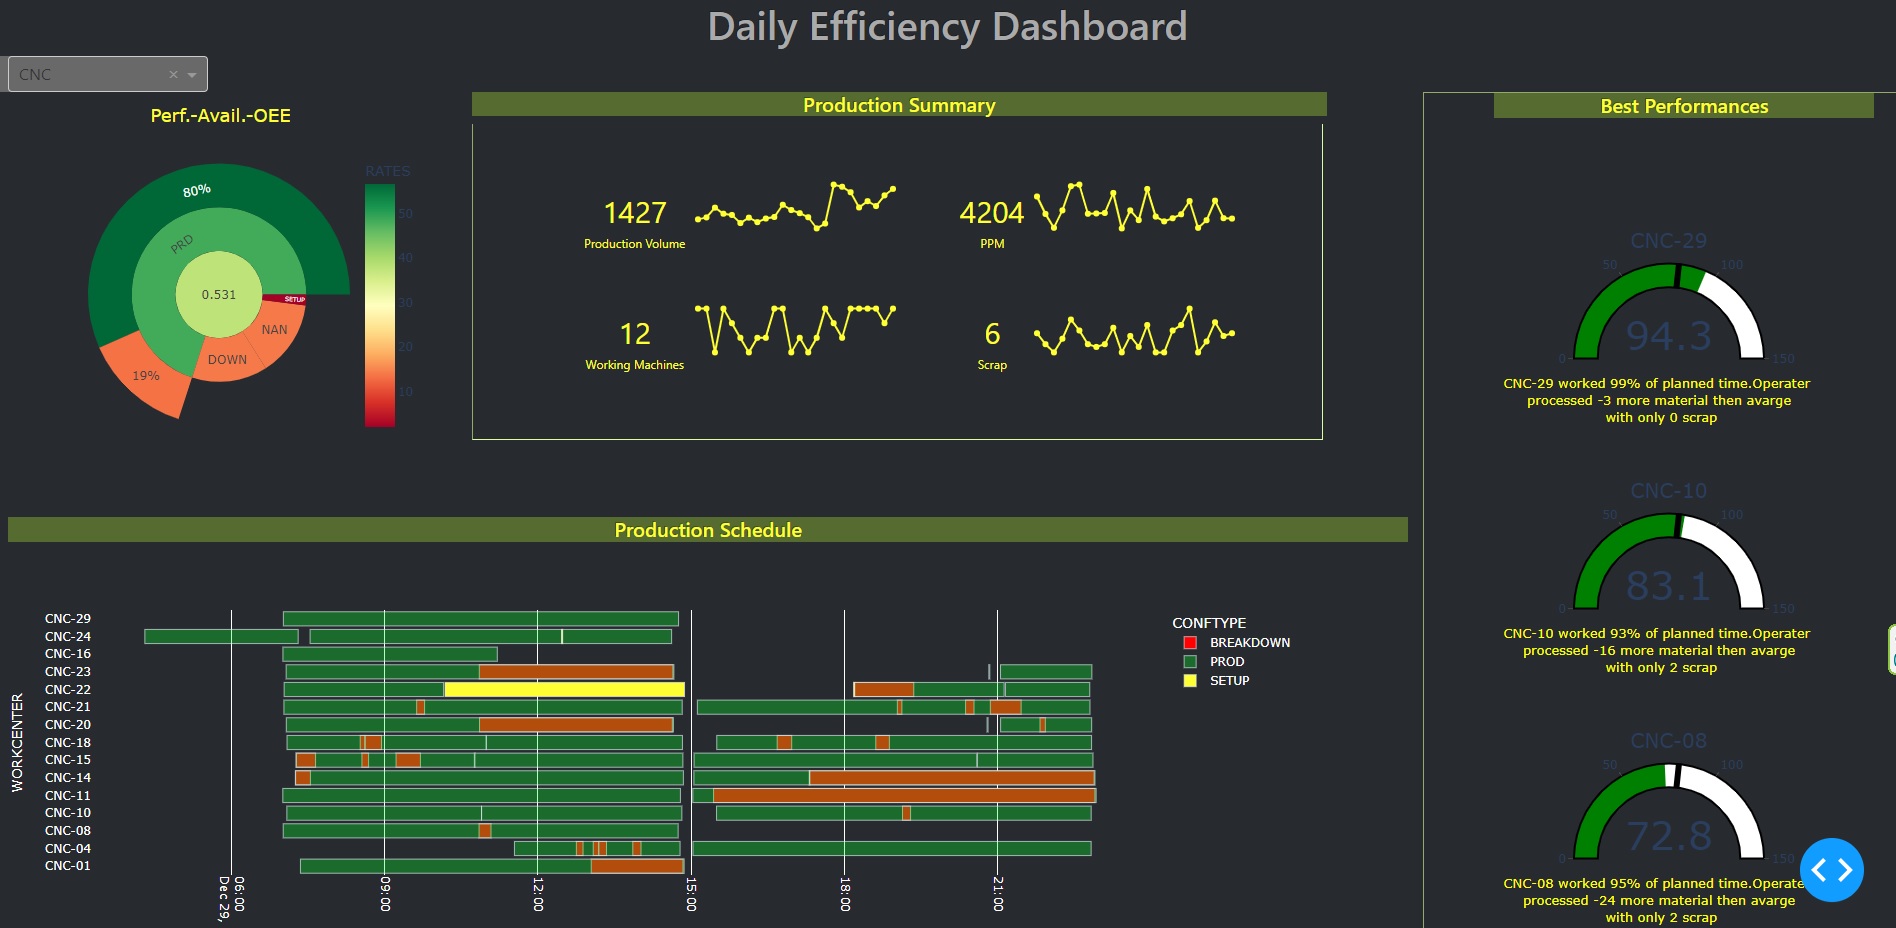 Daily Efficiency Dashboard
CNC
Perf.-Avail.-OEE
80%
PRD
0.531
SETUP
NAN
DOWN
19%
RATES
50
40
30
20
10
Production Summary
1427
Production Volume
4204
PPM
12
Working Machines
6
Scrap
Best Performances
CNC-29
50
100
94.3
0
150
CNC-29 worked 99% of planned time.Operater
processed -3 more material then avarge
with only 0 scrap
CNC-10
50
100
83.1
0
150
CNC-10 worked 93% of planned time.Operater
processed -16 more material then avarge
with only 2 scrap
CNC-08
50
100
72.8
0
150
CNC-08 worked 95% of planned time.Operate
processed -24 more material then avarge
with only 2 scrap
Production Schedule
WORKCENTER
CNC-29
CNC-24
CNC-16
CNC-23
CNC-22
CNC-21
CNC-20
CNC-18
CNC-15
CNC-14
CNC-11
CNC-10
CNC-08
CNC-04
CNC-01
06:00
Dec 29,
09:00
12:00
15:00
18:00
21:00
CONFTYPE
BREAKDOWN
PROD
SETUP